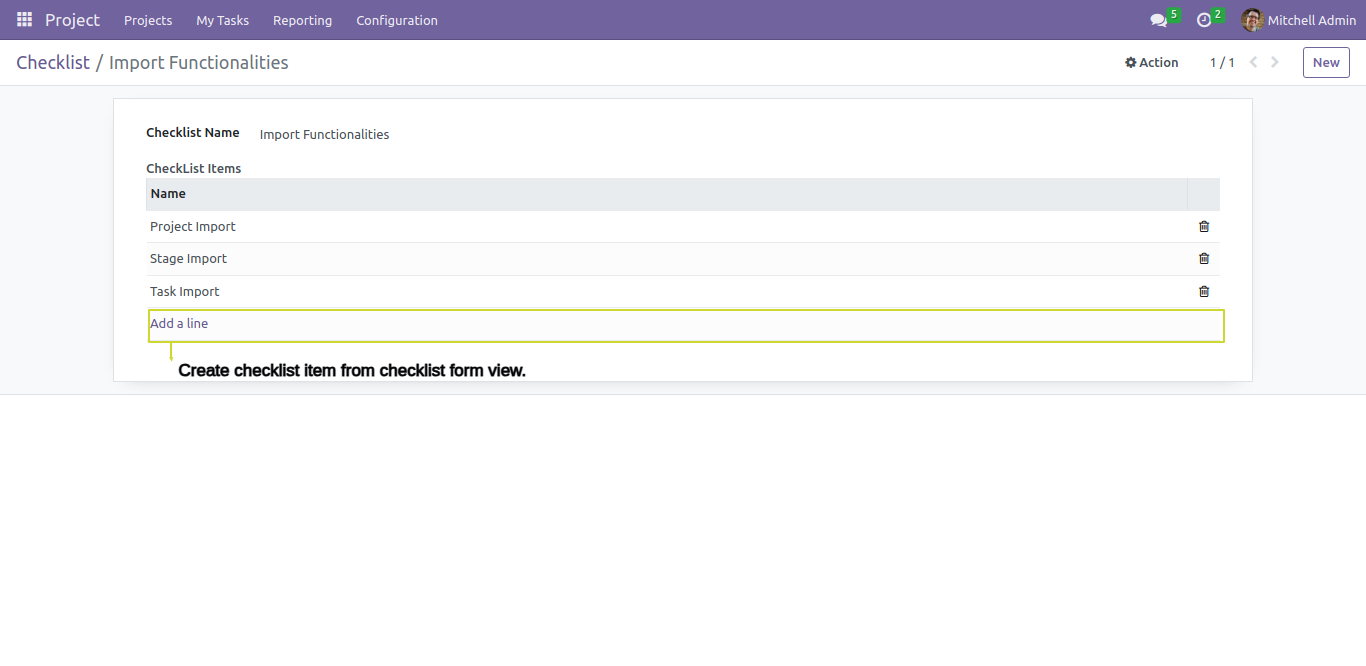 Project Projects My Tasks Reporting Configuration 5 2 Mitchell Admin
Checklist / Import Functionalities Action 1 / 1 New
Checklist Name Import Functionalities
CheckList Items
Name
Project Import
Stage Import
Task Import
Add a line
Create checklist item from checklist form view.